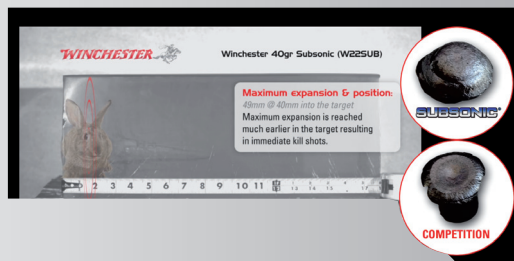 WINCHESTER
Winchester 40gr Subsonic (W22SUB)
Maximum expansion & position:
49mm @ 40mm into the target
Maximum expansion is reached
much earlier in the target resulting
in immediate kill shots.
SUBSONIC
2 3 4 5 6 7 8 9 10 11
COMPETITION